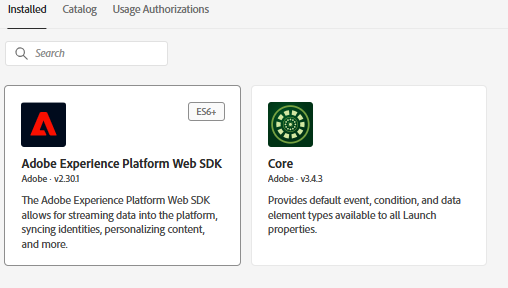 Installed Catalog Usage Authorizations
Search
ES6+
Adobe Experience Platform Web SDK
Adobe · v2.30.1
The Adobe Experience Platform Web SDK
allows for streaming data into the platform,
syncing identities, personalizing content,
and more.
Core
Adobe · v3.4.3
Provides default event, condition, and data
element types available to all Launch
properties.